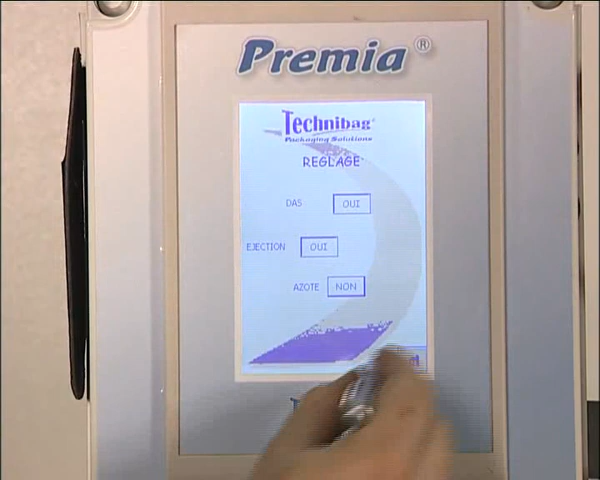 Premia®
Technibag
Packaging Solutions
REGLAGE
DAS OUI
EJECTION OUI
AZOTE NON